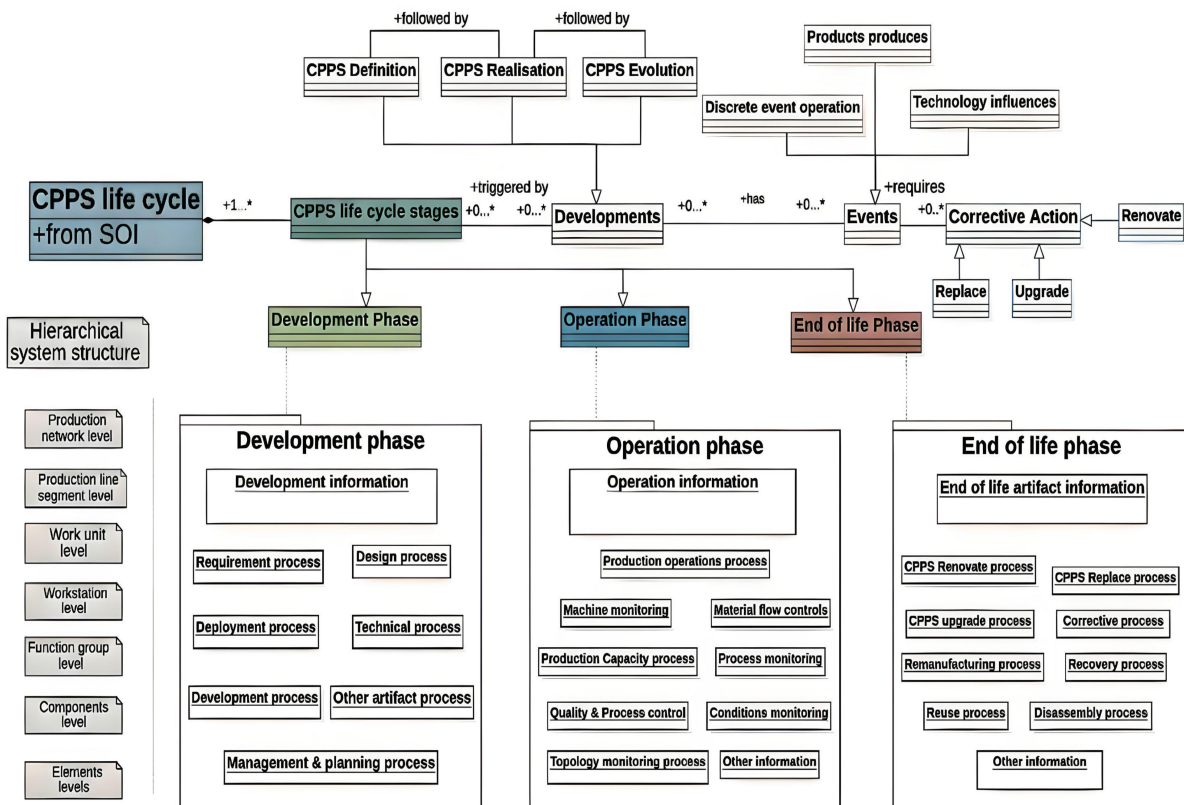 +followed by
+followed by
CPPS Definition
CPPS Realisation
CPPS Evolution
Products produces
Discrete event operation
Technology influences
CPPS life cycle
+from SOI
+1...*
CPPS life cycle stages
+triggered by
+0...*
+0...*
Developments
+0...*
+has
+0...*
Events
+requires
+0..*
Corrective Action
Renovate
Replace
Upgrade
Development Phase
Operation Phase
End of life Phase
Hierarchical
system structure
Production
network level
Production line
segment level
Work unit
level
Workstation
level
Function group
level
Components
level
Elements
levels
Development phase
Development information
Requirement process
Design process
Deployment process
Technical process
Development process
Other artifact process
Management & planning process
Operation phase
Operation information
Production operations process
Machine monitoring
Material flow controls
Production Capacity process
Process monitoring
Quality & Process control
Conditions monitoring
Topology monitoring process
Other information
End of life phase
End of life artifact information
CPPS Renovate process
CPPS Replace process
CPPS upgrade process
Corrective process
Remanufacturing process
Recovery process
Reuse process
Disassembly process
Other information